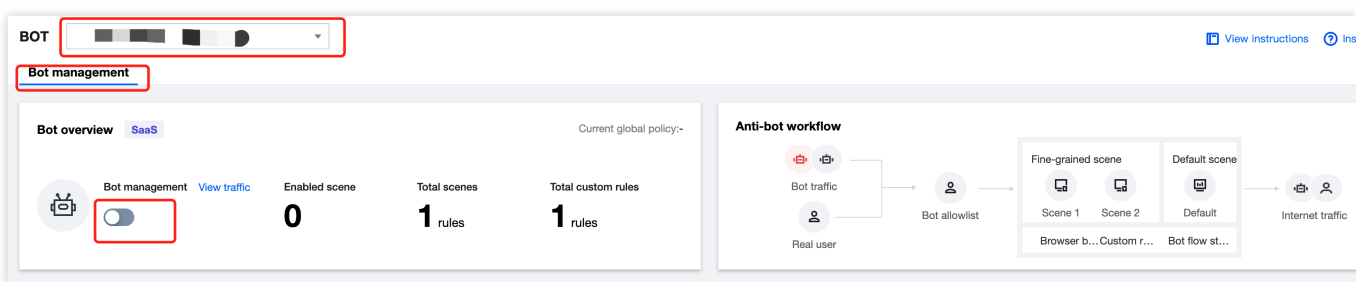 BOT
View instructions
Ins
Bot management
Bot overview SaaS
Current global policy:-
Bot management View traffic
Enabled scene
0
Total scenes
1 rules
Total custom rules
1 rules
Anti-bot workflow
Bot traffic
Real user
Bot allowlist
Fine-grained scene
Scene 1
Scene 2
Browser b...
Custom r...
Default scene
Default
Bot flow st...
Internet traffic